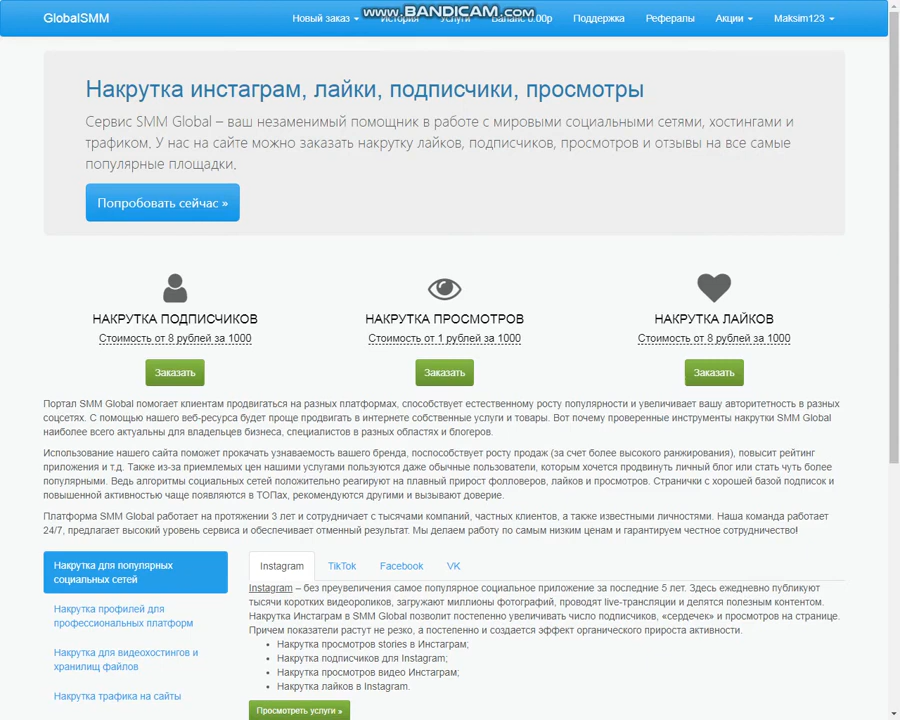 GlobalSMM
Новый заказ
История
Услуги
Баланс 0.00р
Поддержка
Рефералы
Акции
Maksim123
www.BANDICAM.com
Накрутка инстаграм, лайки, подписчики, просмотры
Сервис SMM Global – ваш незаменимый помощник в работе с мировыми социальными сетями, хостингами и
трафиком. У нас на сайте можно заказать накрутку лайков, подписчиков, просмотров и отзывы на все самые
популярные площадки.
Попробовать сейчас »
НАКРУТКА ПОДПИСЧИКОВ
Стоимость от 8 рублей за 1000
Заказать
НАКРУТКА ПРОСМОТРОВ
Стоимость от 1 рублей за 1000
Заказать
НАКРУТКА ЛАЙКОВ
Стоимость от 8 рублей за 1000
Заказать
Портал SMM Global помогает клиентам продвигаться на разных платформах, способствует естественному росту популярности и увеличивает вашу авторитетность в разных
соцсетях. С помощью нашего веб-ресурса будет проще продвигать в интернете собственные услуги и товары. Вот почему проверенные инструменты накрутки SMM Global
наиболее всего актуальны для владельцев бизнеса, специалистов в разных областях и блогеров.
Использование нашего сайта поможет прокачать узнаваемость вашего бренда, поспособствует росту продаж (за счет более высокого ранжирования), повысит рейтинг
приложения и т.д. Также из-за приемлемых цен нашими услугами пользуются даже обычные пользователи, которым хочется продвинуть личный блог или стать чуть более
популярными. Ведь алгоритмы социальных сетей положительно реагируют на плавный прирост фолловеров, лайков и просмотров. Странички с хорошей базой подписок и
повышенной активностью чаще появляются в ТОПах, рекомендуются другими и вызывают доверие.
Платформа SMM Global работает на протяжении 3 лет и сотрудничает с тысячами компаний, частных клиентов, а также известными личностями. Наша команда работает
24/7, предлагает высокий уровень сервиса и обеспечивает отменный результат. Мы делаем работу по самым низким ценам и гарантируем честное сотрудничество!
Накрутка для популярных
социальных сетей
Накрутка профилей для
профессиональных платформ
Накрутка для видеохостингов и
хранилищ файлов
Накрутка трафика на сайты
Instagram
TikTok
Facebook
VK
Instagram – без преувеличения самое популярное социальное приложение за последние 5 лет. Здесь ежедневно публикуют
тысячи коротких видеороликов, загружают миллионы фотографий, проводят live-трансляции и делятся полезным контентом.
Накрутка Инстаграм в SMM Global позволит постепенно увеличить число подписчиков, «сердечек» и просмотров на странице.
Причем показатели растут не резко, а постепенно и создается эффект органического прироста активности.
Накрутка просмотров stories в Инстаграм;
Накрутка подписчиков для Instagram;
Накрутка просмотров видео Инстаграм;
Накрутка лайков в Instagram.
Просмотреть услуги »